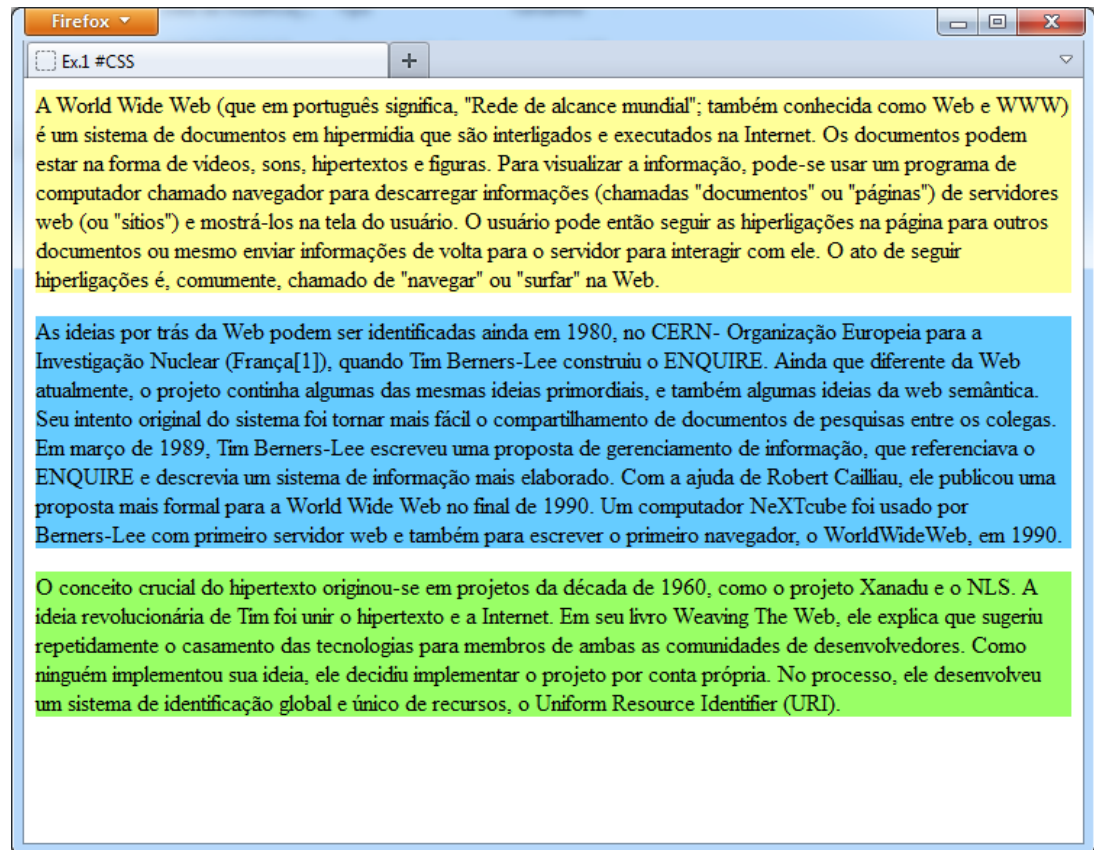 Firefox
Ex.1 #CSS
A World Wide Web (que em português significa, "Rede de alcance mundial"; também conhecida como Web e WWW)
é um sistema de documentos em hipermídia que são interligados e executados na Internet. Os documentos podem
estar na forma de vídeos, sons, hipertextos e figuras. Para visualizar a informação, pode-se usar um programa de
computador chamado navegador para descarregar informações (chamadas "documentos" ou "páginas") de servidores
web (ou "sítios") e mostrá-los na tela do usuário. O usuário pode então seguir as hiperligações na página para outros
documentos ou mesmo enviar informações de volta para o servidor para interagir com ele. O ato de seguir
hiperligações é, comumente, chamado de "navegar" ou "surfar" na Web.
As ideias por trás da Web podem ser identificadas ainda em 1980, no CERN- Organização Europeia para a
Investigação Nuclear (França[1]), quando Tim Berners-Lee construiu o ENQUIRE. Ainda que diferente da Web
atualmente, o projeto continha algumas das mesmas ideias primordiais, e também algumas ideias da web semântica.
Seu intento original do sistema foi tornar mais fácil o compartilhamento de documentos de pesquisas entre os colegas.
Em março de 1989, Tim Berners-Lee escreveu uma proposta de gerenciamento de informação, que referenciava o
ENQUIRE e descrevia um sistema de informação mais elaborado. Com a ajuda de Robert Cailliau, ele publicou uma
proposta mais formal para a World Wide Web no final de 1990. Um computador NeXTcube foi usado por
Berners-Lee com primeiro servidor web e também para escrever o primeiro navegador, o WorldWideWeb, em 1990.
O conceito crucial do hipertexto originou-se em projetos da década de 1960, como o projeto Xanadu e o NLS. A
ideia revolucionária de Tim foi unir o hipertexto e a Internet. Em seu livro Weaving The Web, ele explica que sugeriu
repetidamente o casamento das tecnologias para membros de ambas as comunidades de desenvolvedores. Como
ninguém implementou sua ideia, ele decidiu implementar o projeto por conta própria. No processo, ele desenvolveu
um sistema de identificação global e único de recursos, o Uniform Resource Identifier (URI).